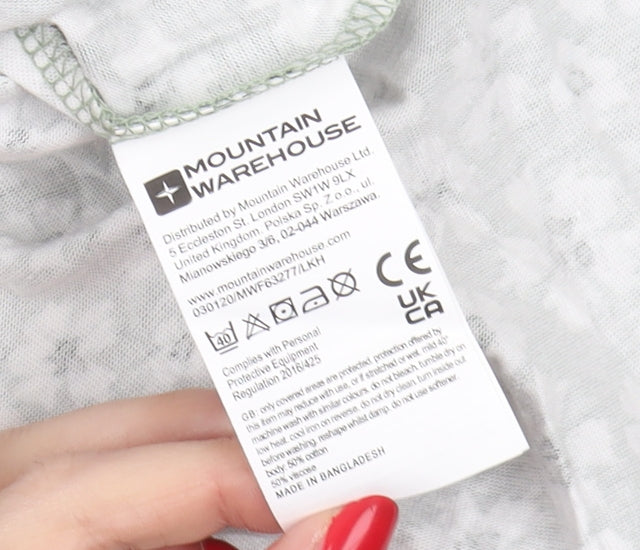 MOUNTAIN
WAREHOUSE
Distributed by Mountain Warehouse Ltd.
5 Eccleston St. London SW1W 9LX
United Kingdom. Polska Sp. Z.o.o., ul.
Mianowskiego 3/6, 02-044 Warszawa.
www.mountainwarehouse.com
030120/MWF63277/LKH
40
CE
UK
CA
Complies with Personal
Protective Equipment
Regulation 2016/425
GB: only covered areas are protected. protection offered by
this item may reduce with use, or if stretched or wet. mild 40°
machine wash with similar colours. do not bleach. tumble dry on
low heat. cool iron on reverse. do not dry clean. turn inside out
before washing. reshape whilst damp. do not use softener.
body: 50% cotton
50% viscose
MADE IN BANGLADESH